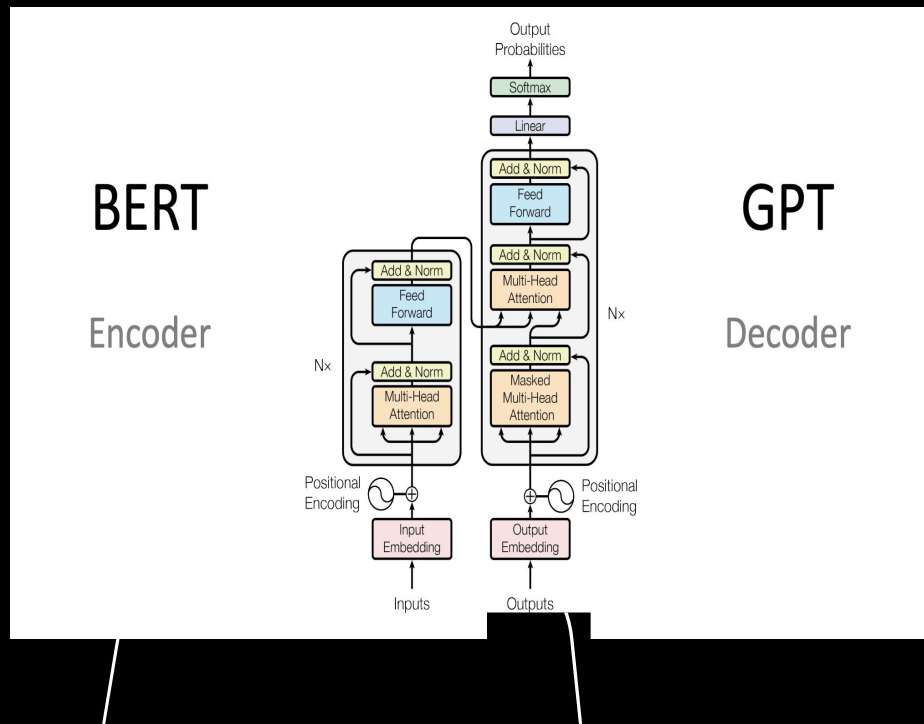 Output
Probabilities
Softmax
Linear
Add & Norm
Feed
Forward
Add & Norm
Multi-Head
Attention
Nx
Add & Norm
Masked
Multi-Head
Attention
Positional
Encoding
Output
Embedding
Outputs
BERT
Encoder
Add & Norm
Feed
Forward
Nx
Add & Norm
Multi-Head
Attention
Positional
Encoding
Input
Embedding
Inputs
GPT
Decoder